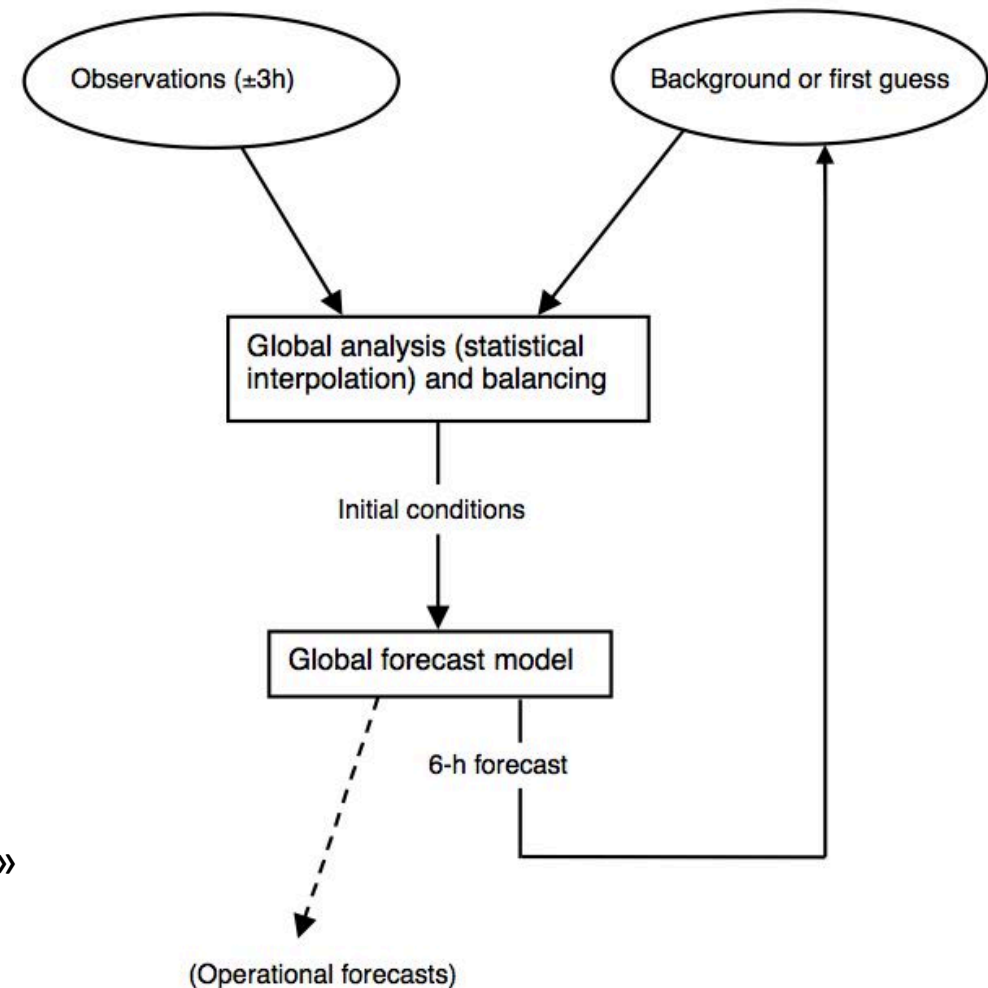 Observations (±3h)
Background or first guess
Global analysis (statistical
interpolation) and balancing
Initial conditions
Global forecast model
6-h forecast
»
(Operational forecasts)